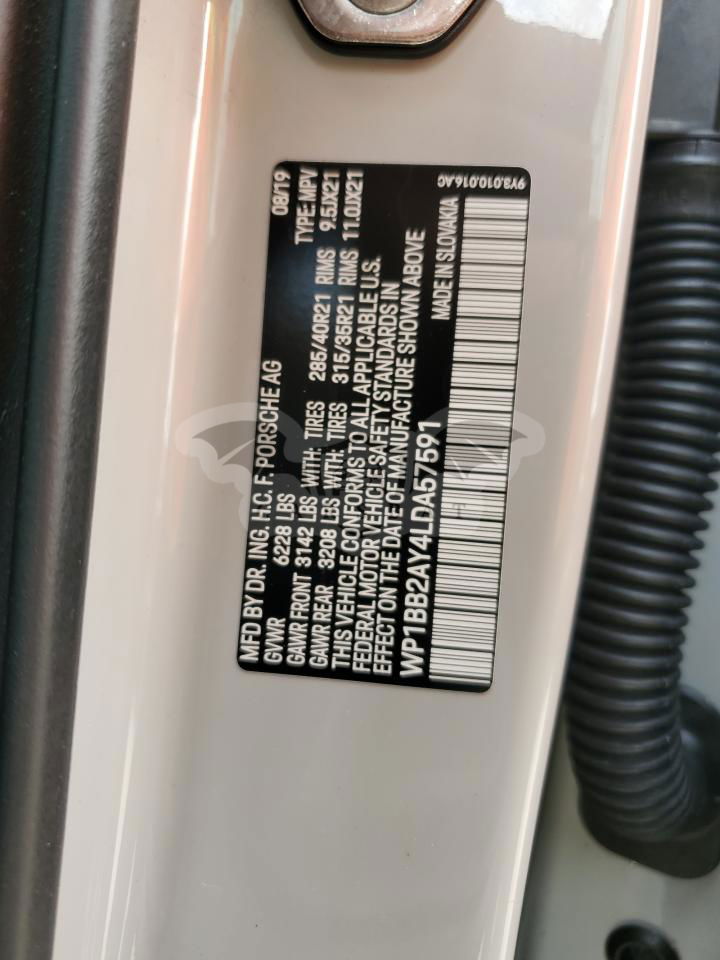 MFD BY DR. ING. H.C. F. PORSCHE AG 08/19
GVWR 6228 LBS TYPE: MPV
GAWR FRONT 3142 LBS WITH: TIRES 285/40R21 RIMS 9.5JX21
GAWR REAR 3208 LBS WITH: TIRES 315/35R21 RIMS 11.0JX21
THIS VEHICLE CONFORMS TO ALL APPLICABLE U.S.
FEDERAL MOTOR VEHICLE SAFETY STANDARDS IN
EFFECT ON THE DATE OF MANUFACTURE SHOWN ABOVE
WP1BB2AY4LDA57591 MADE IN SLOVAKIA
9Y3.010.016.AC